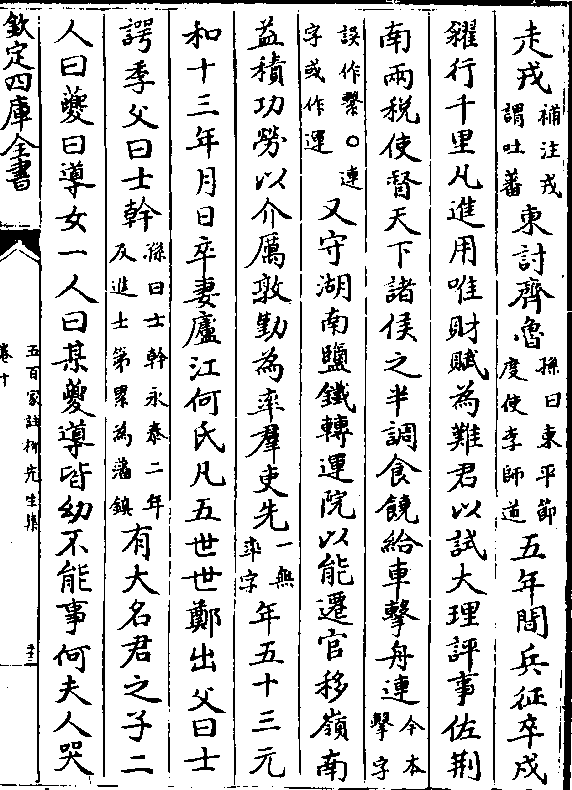 走戎補注戎謂吐蕃東討齊魯孫曰東平節度使李師道五年閒兵征卒戍
糴行千里凡進用唯財賦為難君以試大理評事佐荆
南兩税使督天下諸侯之半調食饒給車擊舟連今本擊字
誤作繫〇連字或作運又守湖南鹽鐵轉運院以能遷官移嶺南
益積功勞以介厲敦勤為率羣吏先一無率字年五十三元
和十三年月日卒妻廬江何氏凡五世世鄭出父曰士
諤季父曰士幹孫曰士幹永泰二年反進士第累為藩鎮有大名君之子二
人曰夔曰導女一人曰某夔導皆幼不能事何夫人哭
欽定四庫全書
五百家註柳先生集
卷十